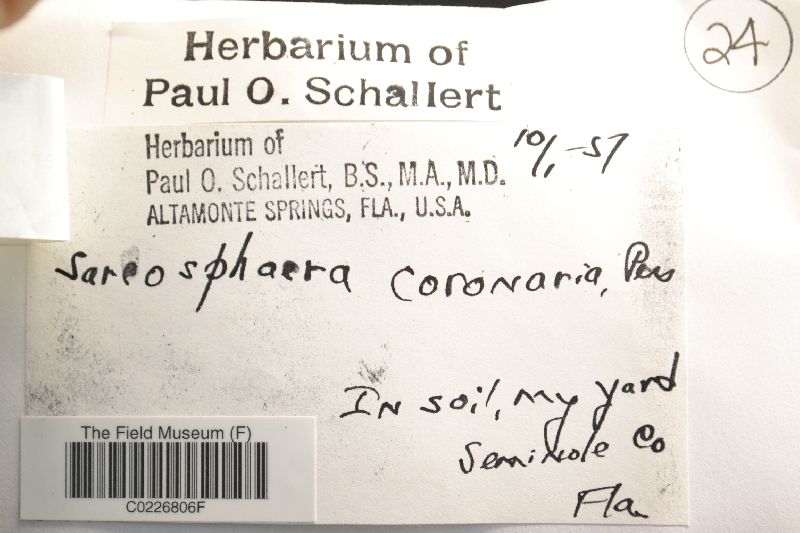 24
Herbarium of
Paul O. Schallert
Herbarium of
Paul O. Schallert, B.S., M.A., M.D.
ALTAMONTE SPRINGS, FLA., U.S.A.
10/1-57
Sarcosphaera coronaria, Pers
In soil, my yard
Seminole Co
Fla.
The Field Museum (F)
C0226806F